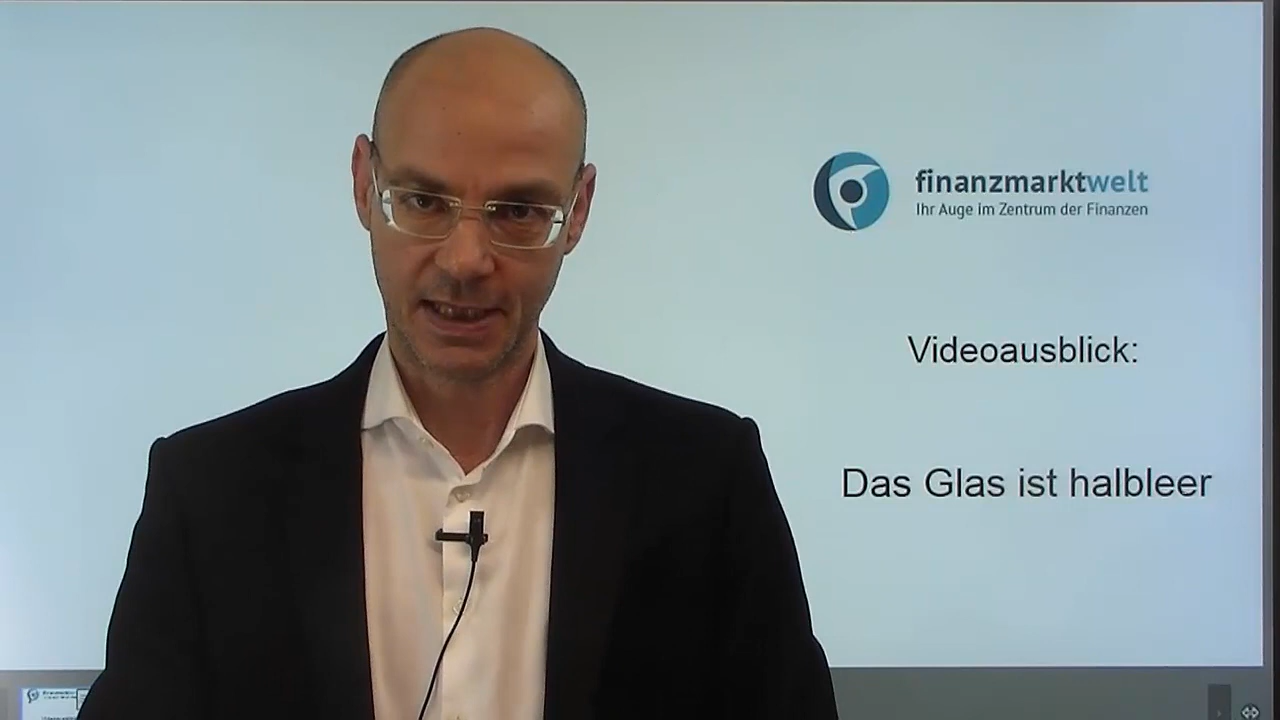 finanzmarktwelt
Ihr Auge im Zentrum der Finanzen
Videoausblick:
Das Glas ist halbleer